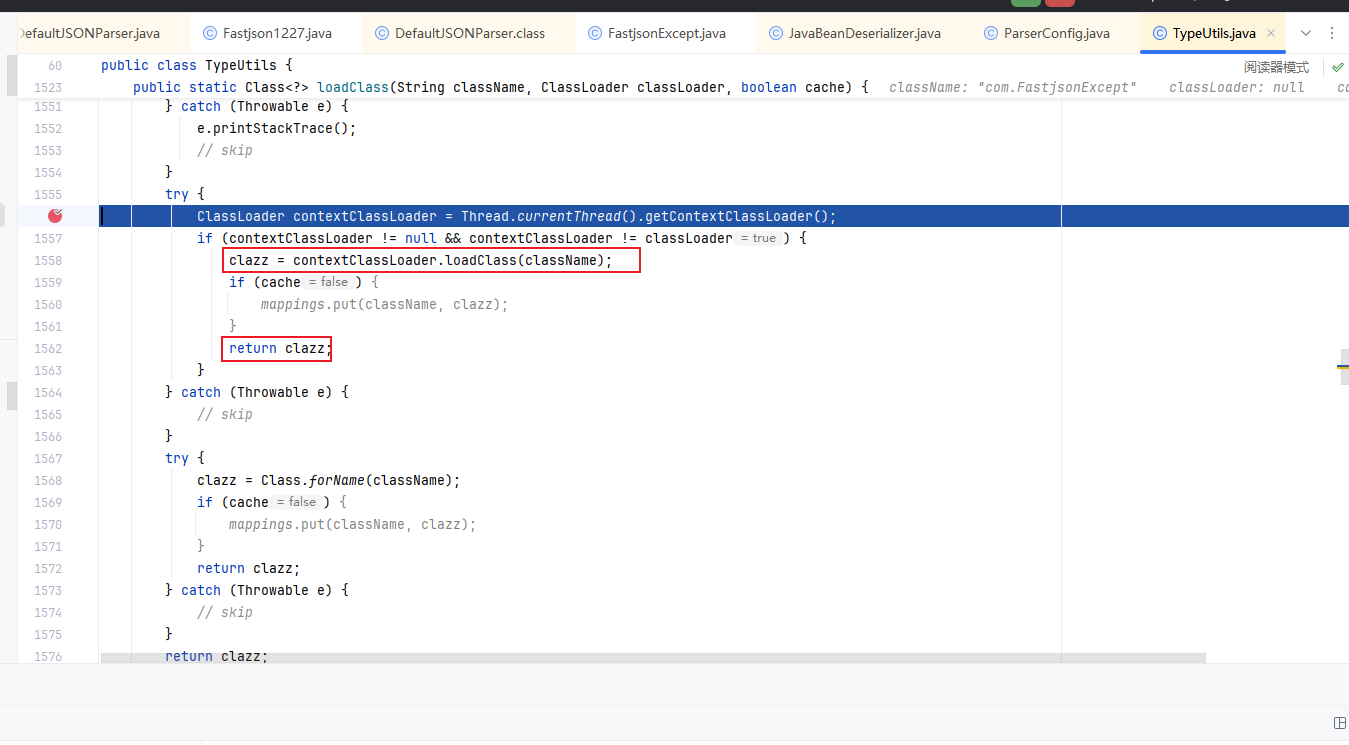 DefaultJSONParser.java Fastjson1227.java DefaultJSONParser.class FastjsonExcept.java JavaBeanDeserializer.java ParserConfig.java TypeUtils.java
60 public class TypeUtils { 阅读器模式
1523 public static Class<?> loadClass(String className, ClassLoader classLoader, boolean cache) { className: "com.FastjsonExcept" classLoader: null
1551 } catch (Throwable e) {
1552 e.printStackTrace();
1553 // skip
1554 }
1555 try {
ClassLoader contextClassLoader = Thread.currentThread().getContextClassLoader();
1557 if (contextClassLoader != null && contextClassLoader != classLoader = true ) {
1558 clazz = contextClassLoader.loadClass(className);
1559 if (cache = false ) {
1560 mappings.put(className, clazz);
1561 }
1562 return clazz;
1563 }
1564 } catch (Throwable e) {
1565 // skip
1566 }
1567 try {
1568 clazz = Class.forName(className);
1569 if (cache = false ) {
1570 mappings.put(className, clazz);
1571 }
1572 return clazz;
1573 } catch (Throwable e) {
1574 // skip
1575 }
1576 return clazz;